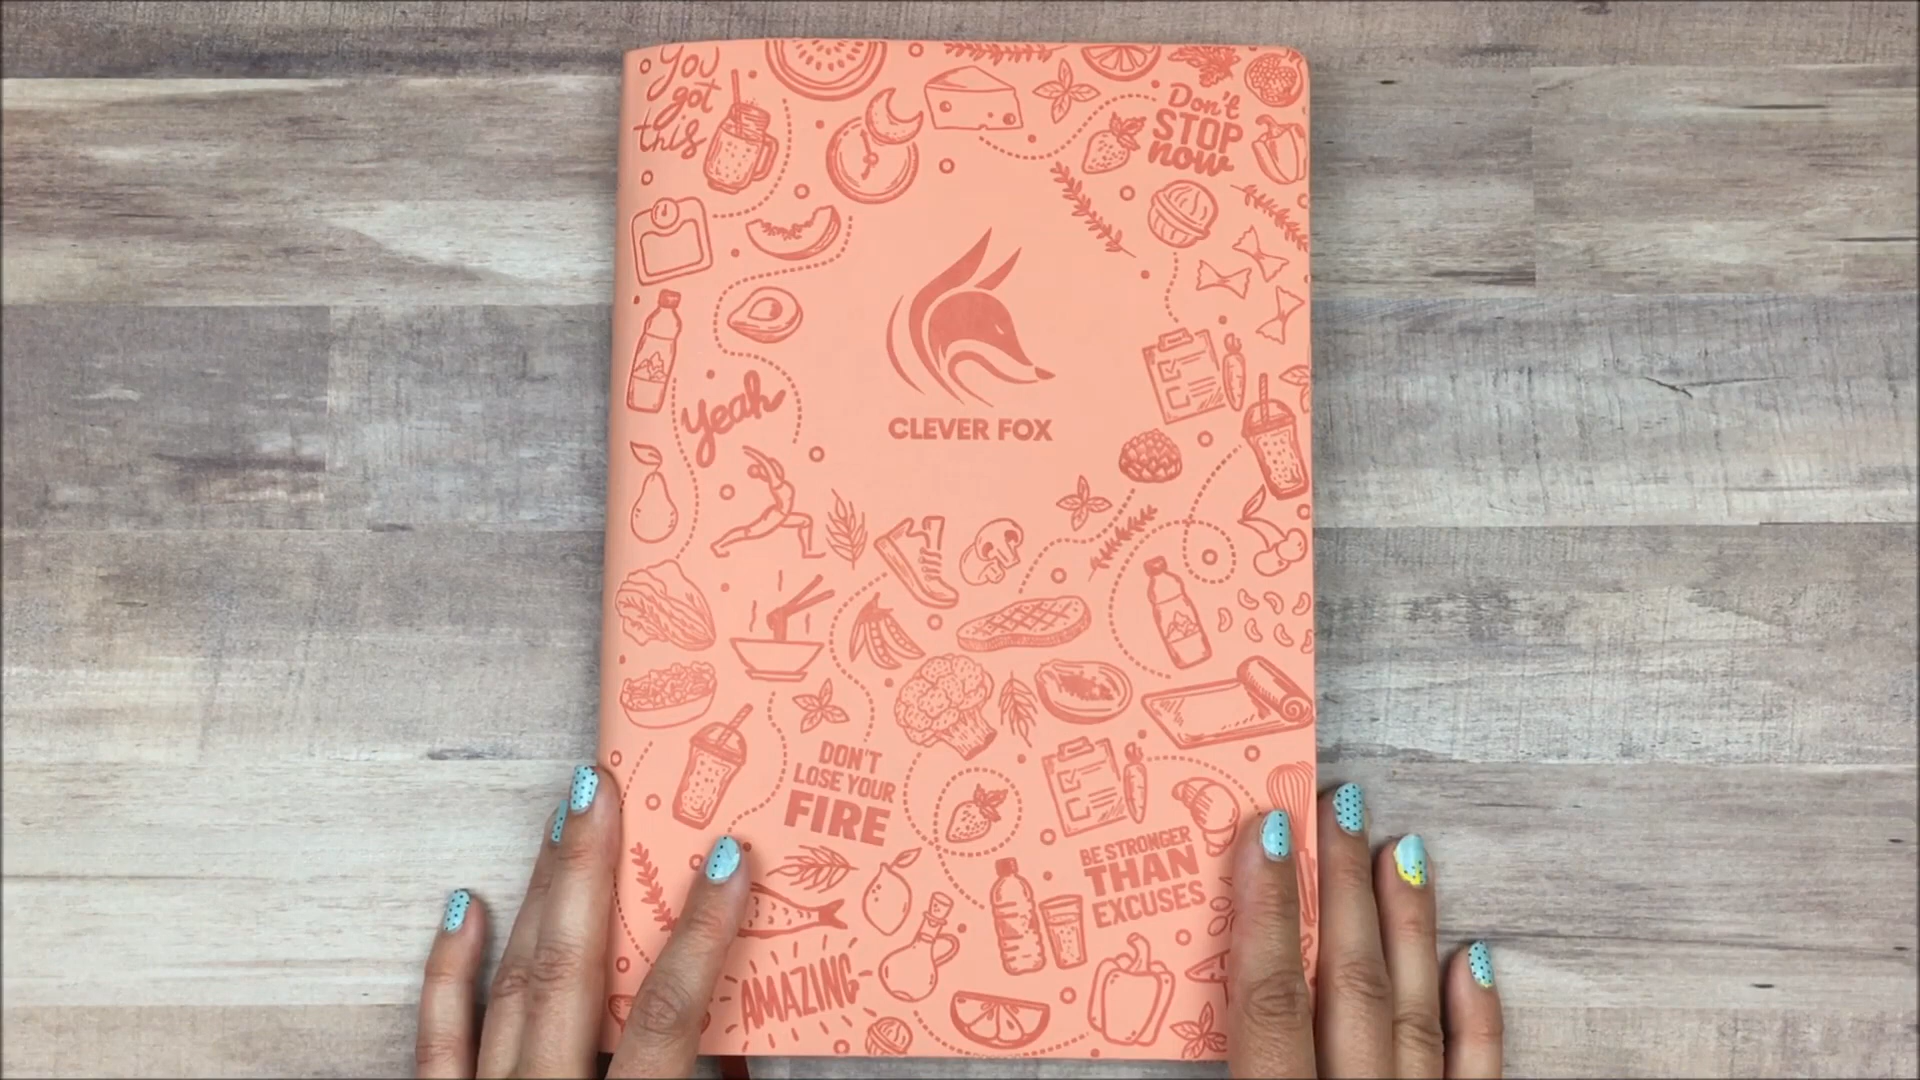 You
got
this
Don't
STOP
now
CLEVER FOX
Yeah
DON'T
LOSE YOUR
FIRE
BE STRONGER
THAN
EXCUSES
AMAZING